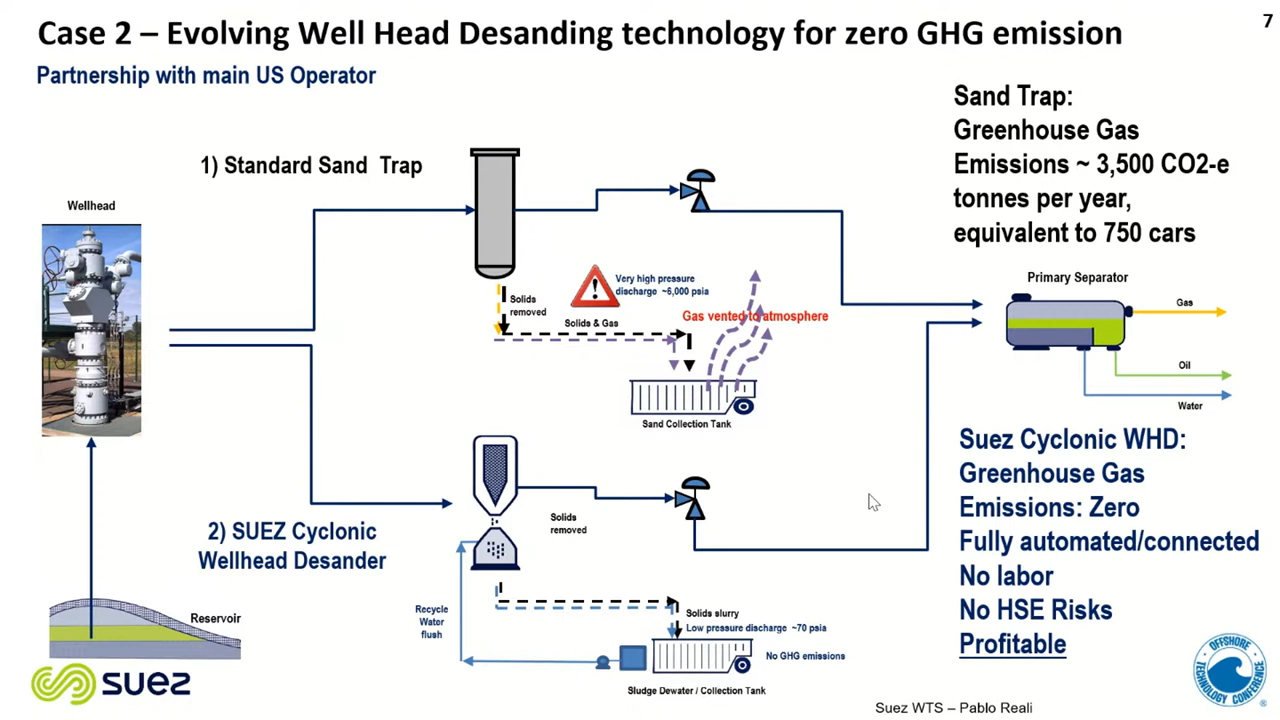 7
Case 2 – Evolving Well Head Desanding technology for zero GHG emission
Partnership with main US Operator
Sand Trap:
Greenhouse Gas
Emissions ~ 3,500 CO2-e
tonnes per year,
equivalent to 750 cars
1) Standard Sand Trap
Wellhead
Very high pressure
discharge ~6,000 psia
Solids
removed
Solids & Gas
Gas vented to atmosphere
Sand Collection Tank
Primary Separator
Gas
Oil
Water
Suez Cyclonic WHD:
Greenhouse Gas
Emissions: Zero
Fully automated/connected
No labor
No HSE Risks
Profitable
2) SUEZ Cyclonic
Wellhead Desander
Solids
removed
Reservoir
Recycle
Water
flush
Solids slurry
Low pressure discharge ~70 psia
No GHG emissions
Sludge Dewater / Collection Tank
suez
Suez WTS – Pablo Reali
OFFSHORE
TECHNOLOGY CONFERENCE
®